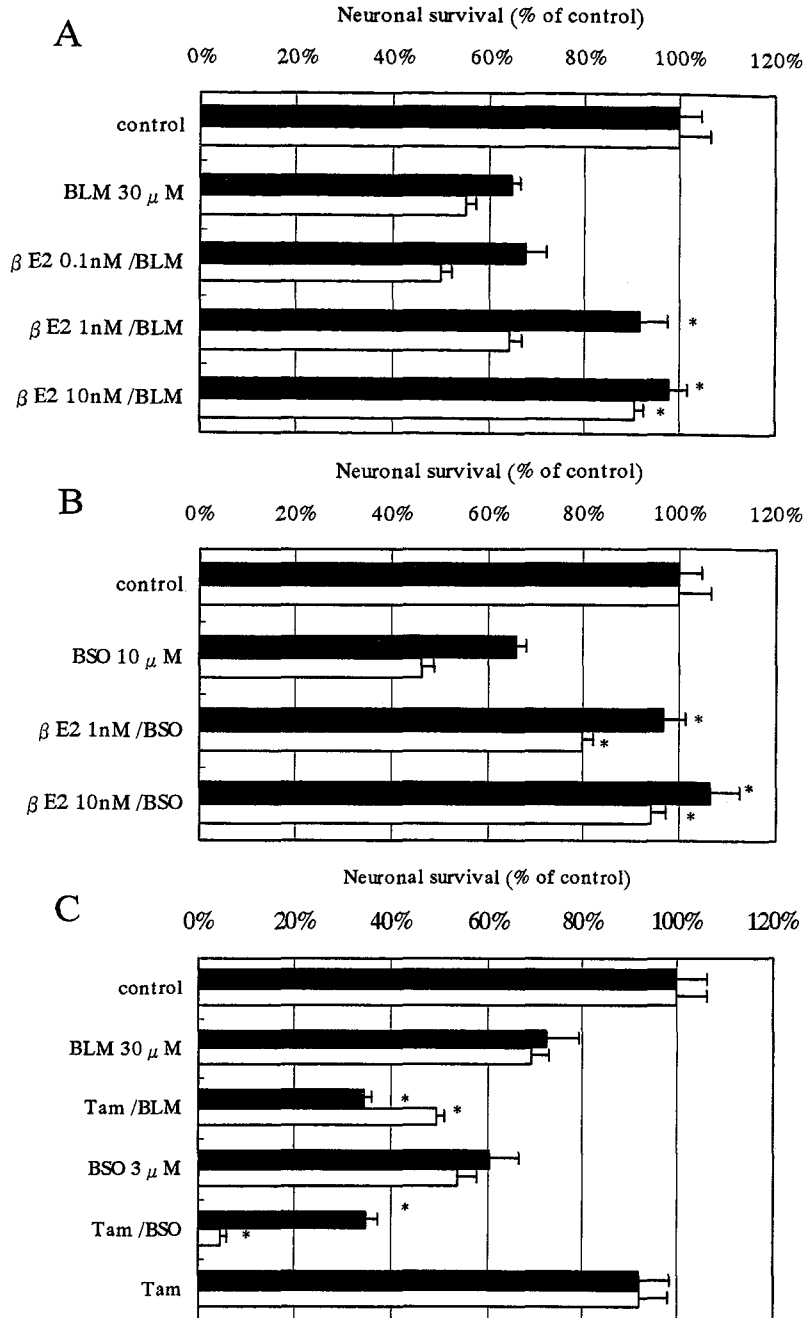 A
Neuronal survival (% of control)
0% 20% 40% 60% 80% 100% 120%
control
BLM 30 μ M
β E2 0.1nM /BLM
β E2 1nM /BLM *
β E2 10nM /BLM *
*
B
Neuronal survival (% of control)
0% 20% 40% 60% 80% 100% 120%
control
BSO 10 μ M
β E2 1nM /BSO *
*
β E2 10nM /BSO *
*
C
Neuronal survival (% of control)
0% 20% 40% 60% 80% 100% 120%
control
BLM 30 μ M
Tam /BLM *
*
BSO 3 μ M
Tam /BSO *
*
Tam